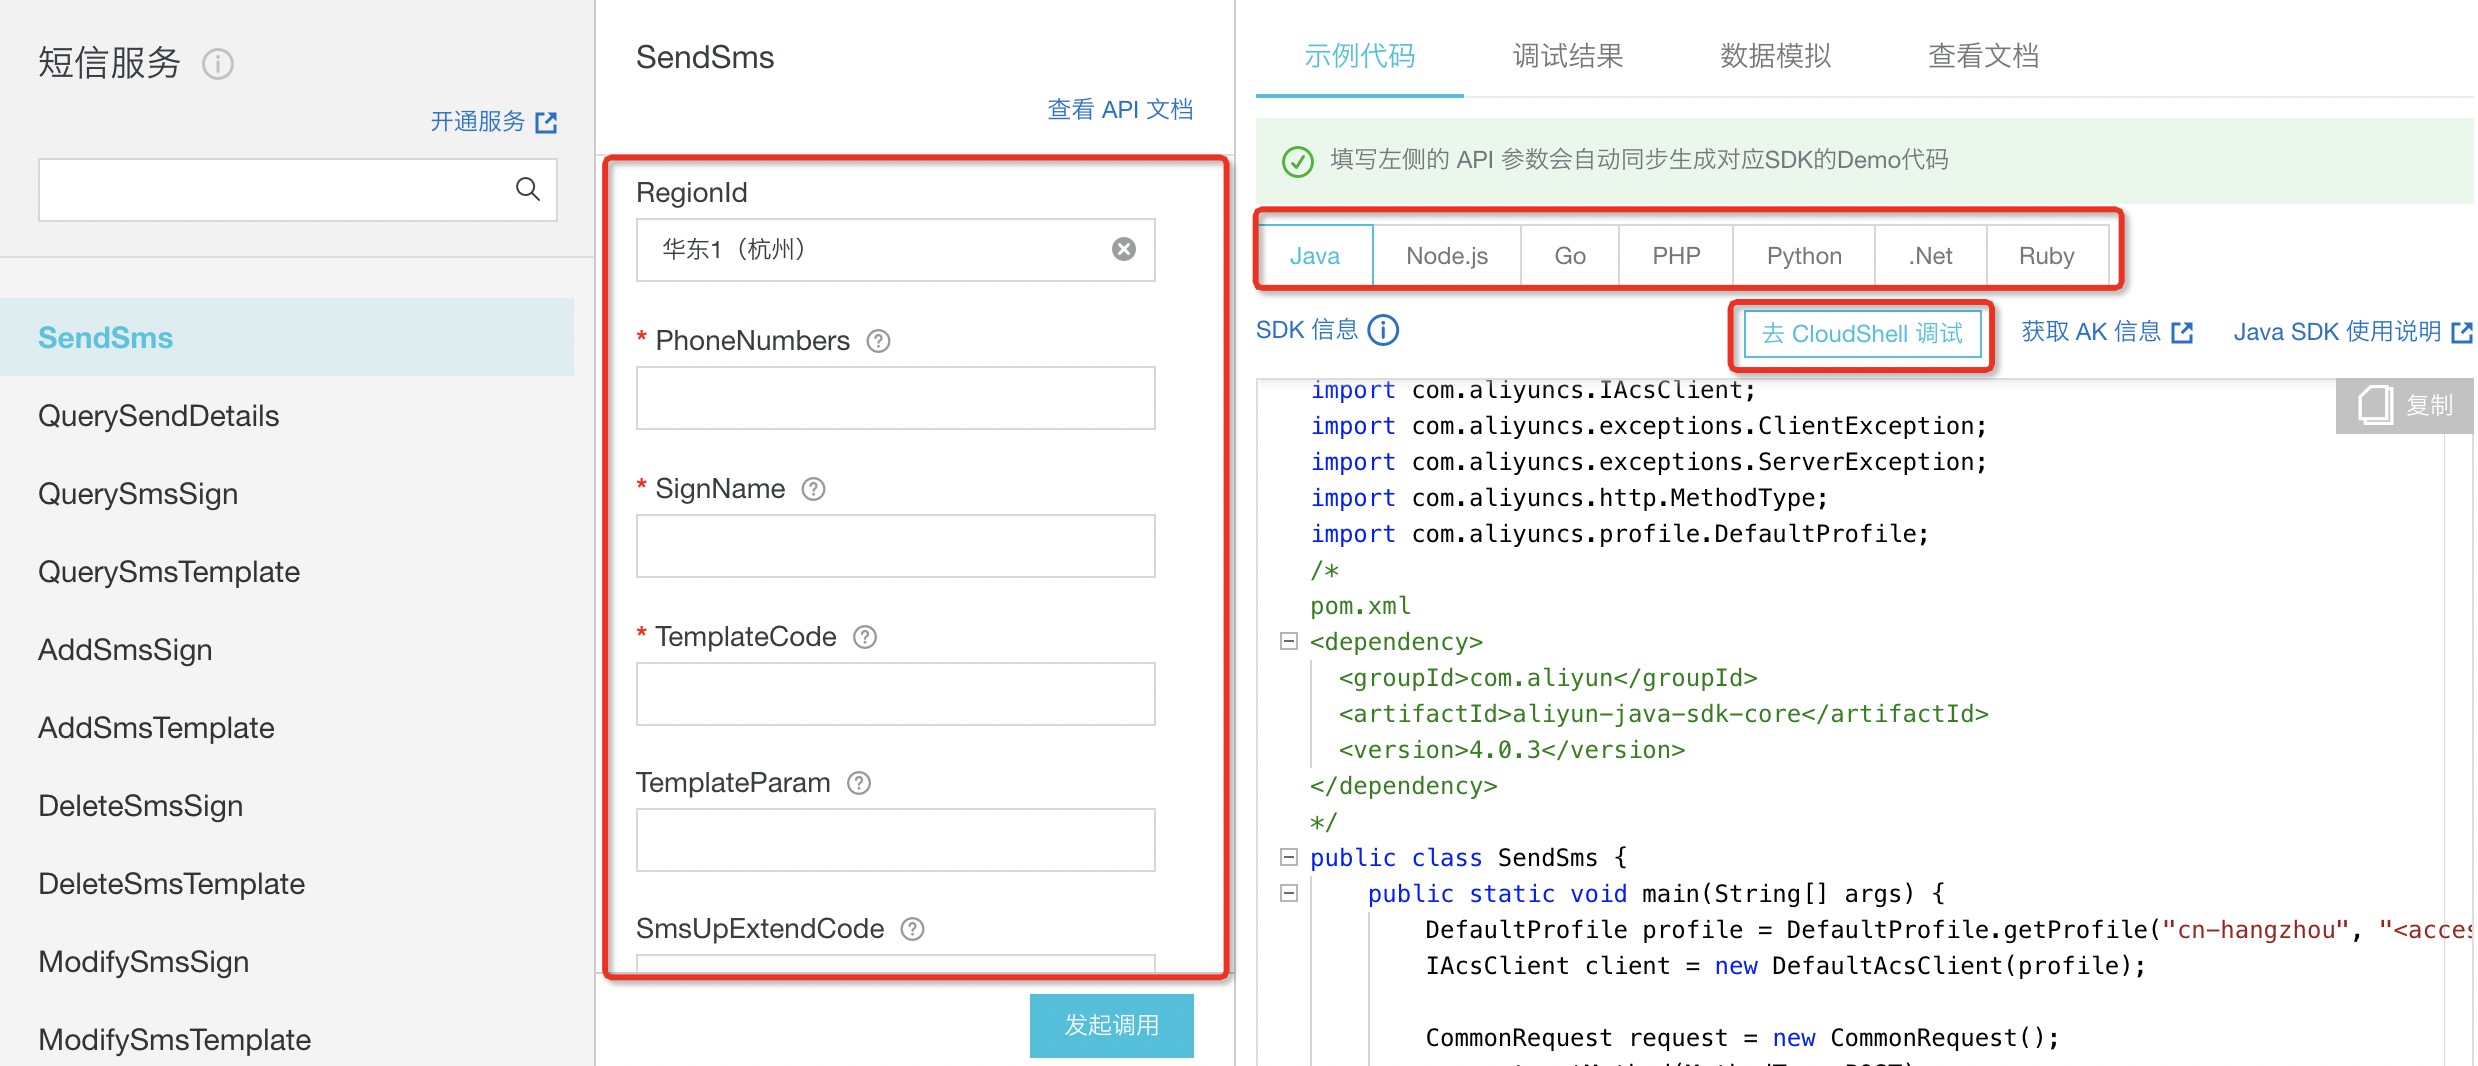 短信服务
开通服务
SendSms
QuerySendDetails
QuerySmsSign
QuerySmsTemplate
AddSmsSign
AddSmsTemplate
DeleteSmsSign
DeleteSmsTemplate
ModifySmsSign
ModifySmsTemplate
SendSms
查看 API 文档
RegionId
华东1（杭州）
* PhoneNumbers
* SignName
* TemplateCode
TemplateParam
SmsUpExtendCode
发起调用
示例代码 调试结果 数据模拟 查看文档
填写左侧的 API 参数会自动同步生成对应SDK的Demo代码
Java Node.js Go PHP Python .Net Ruby
SDK 信息 去 CloudShell 调试 获取 AK 信息 Java SDK 使用说明
复制
import com.aliyuncs.IAcsClient;
import com.aliyuncs.exceptions.ClientException;
import com.aliyuncs.exceptions.ServerException;
import com.aliyuncs.http.MethodType;
import com.aliyuncs.profile.DefaultProfile;
/*
pom.xml
<dependency>
<groupId>com.aliyun</groupId>
<artifactId>aliyun-java-sdk-core</artifactId>
<version>4.0.3</version>
</dependency>
*/
public class SendSms {
public static void main(String[] args) {
DefaultProfile profile = DefaultProfile.getProfile("cn-hangzhou", "<acces
IAcsClient client = new DefaultAcsClient(profile);
CommonRequest request = new CommonRequest();